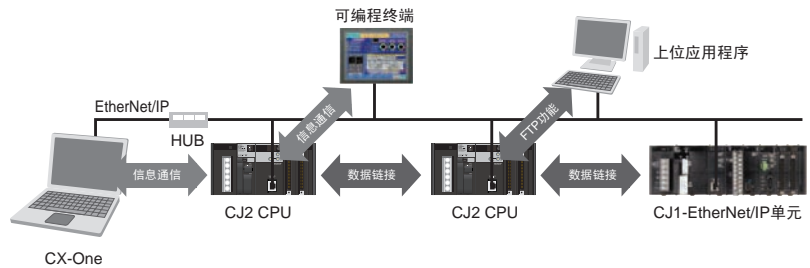 可编程终端
上位应用程序
EtherNet/IP
HUB
信息通信
FTP功能
信息通信
数据链接
数据链接
CJ2 CPU
CJ2 CPU
CJ1-EtherNet/IP单元
CX-One